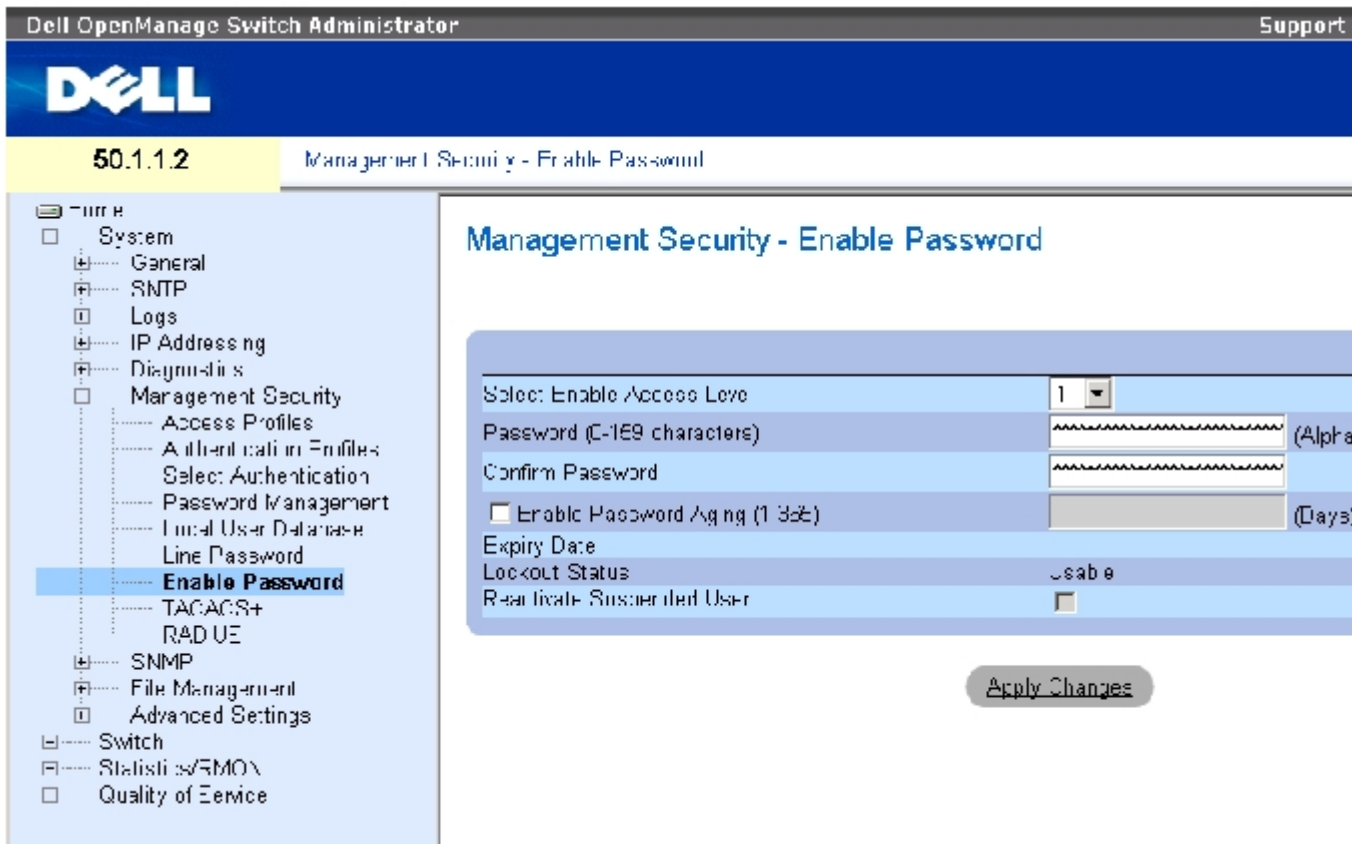 Dell OpenManage Switch Administrator
Support
DELL
50.1.1.2
Management Security - Enable Password
Home
System
General
SNTP
Logs
IP Addressing
Diagnostics
Management Security
Access Profiles
Authentication Profiles
Select Authentication
Password Management
Local User Database
Line Password
Enable Password
TACACS+
RADIUS
SNMP
File Management
Advanced Settings
Switch
Statistics/RMON
Quality of Service
Management Security - Enable Password
Select Enable Access Level
1
Password (0-159 characters)
(Alpha
Confirm Password
Enable Password Aging (1-365)
(Days)
Expiry Date
Lockout Status
Usable
Reactivate Suspended User
Apply Changes